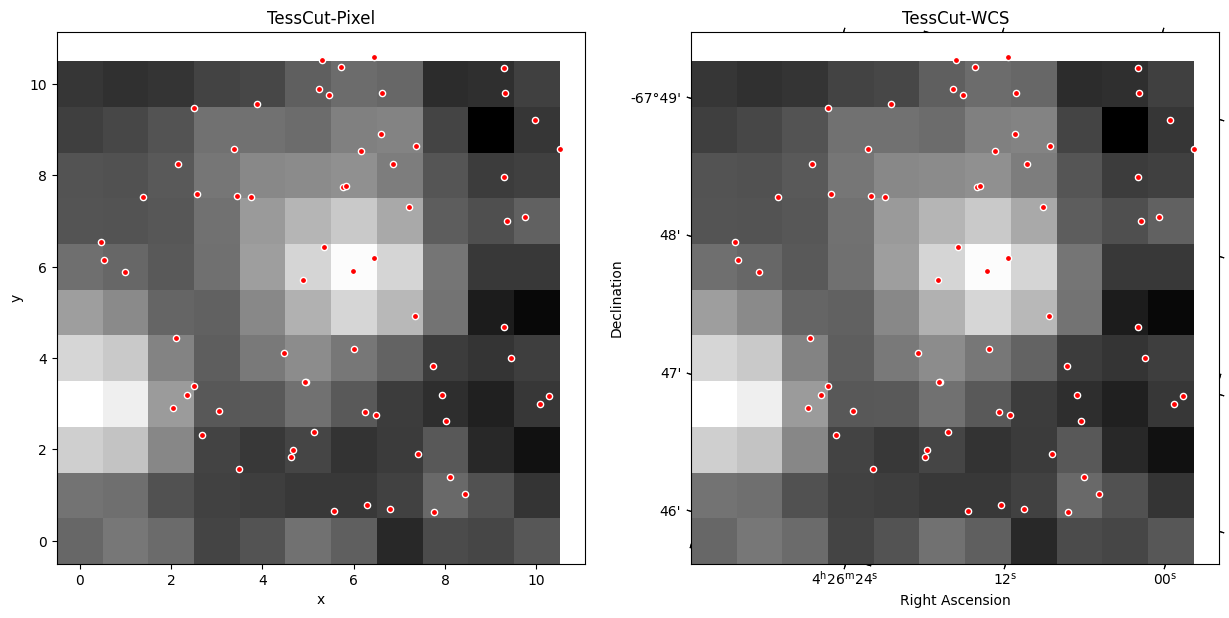 TessCut-Pixel
TessCut-WCS
10
8
6
4
2
0
y
0 2 4 6 8 10
x
-67°49'
48'
47'
46'
Declination
4h26m24s 12s 00s
Right Ascension